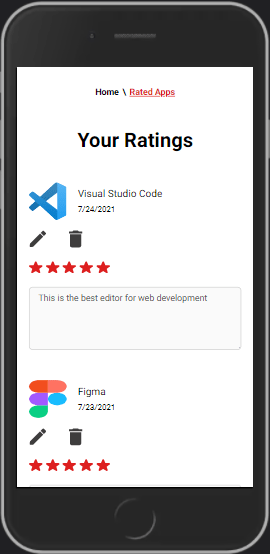 Home \ Rated Apps
Your Ratings
Visual Studio Code
7/24/2021
This is the best editor for web development
Figma
7/23/2021